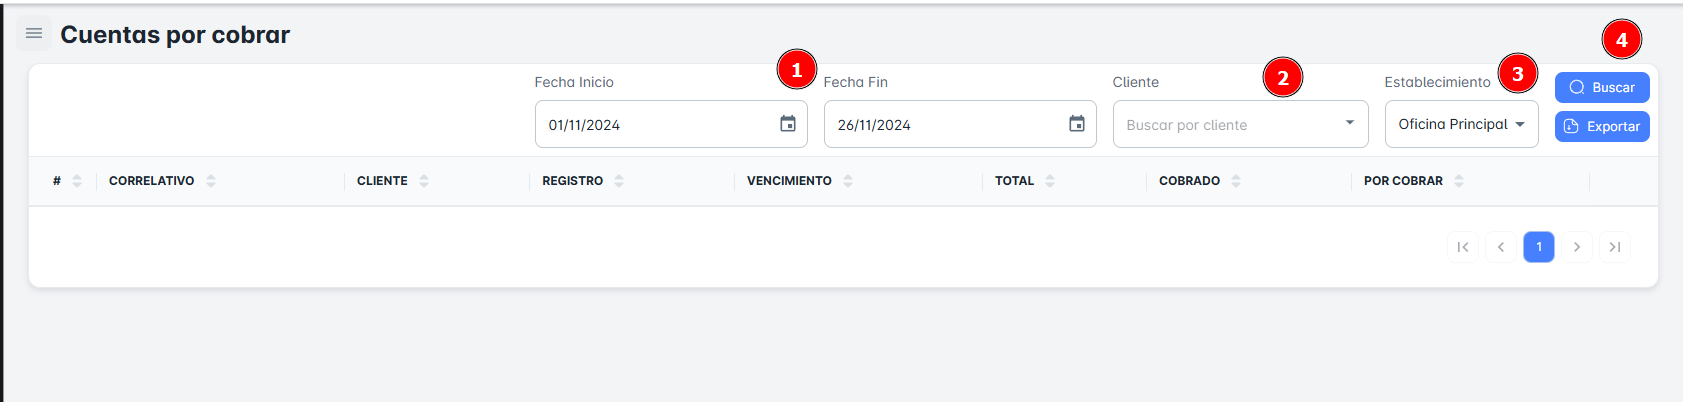 Cuentas por cobrar
1
2
3
4
Fecha Inicio
Fecha Fin
Cliente
Establecimiento
Buscar
01/11/2024
26/11/2024
Buscar por cliente
Oficina Principal
Exportar
# CORRELATIVO CLIENTE REGISTRO VENCIMIENTO TOTAL COBRADO POR COBRAR
1